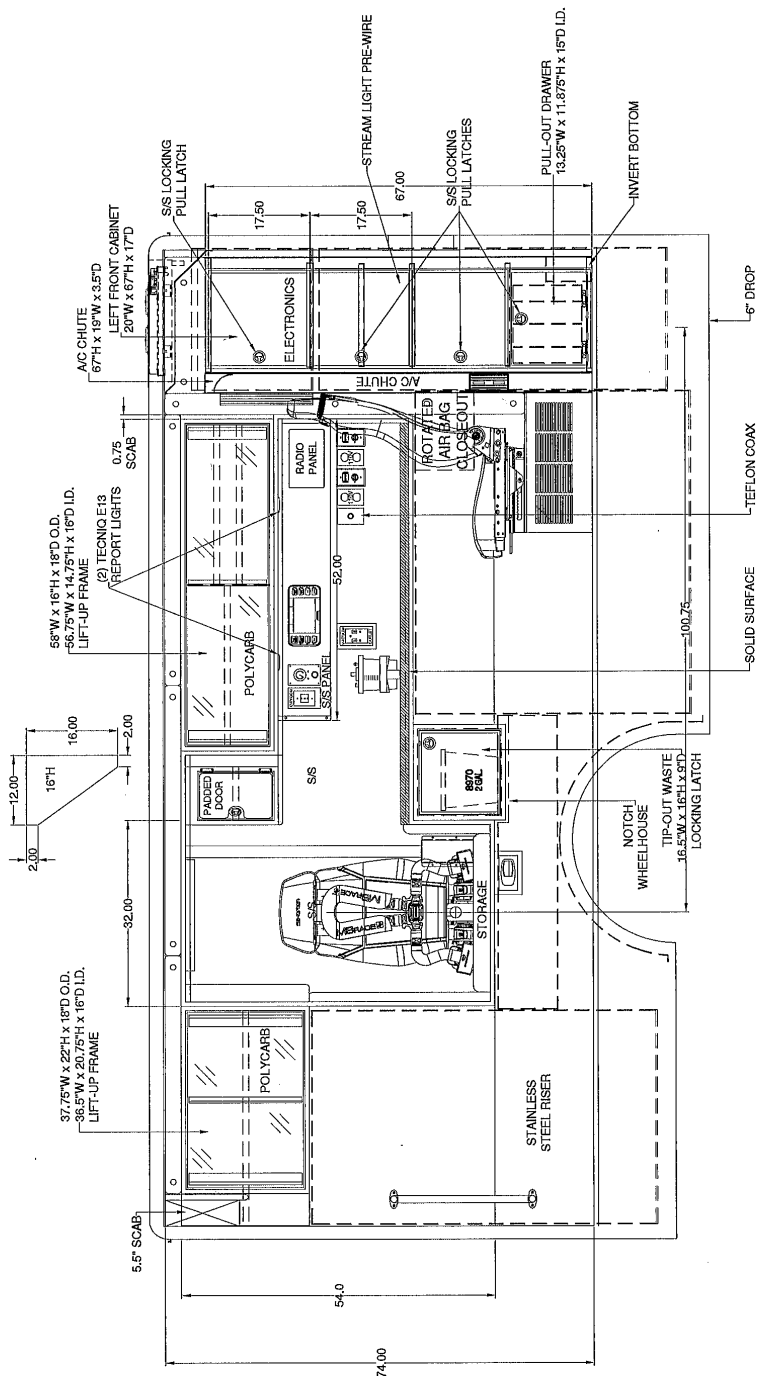 37.75"W x 22"H x 18"D O.D.
36.5"W x 20.75"H x 16"D I.D.
LIFT-UP FRAME
5.5" SCAB
POLYCARB
32.00
2.00
12.00
16"H
16.00
2.00
58"W x 16"H x 18"D O.D.
56.75"W x 14.75"H x 16"D I.D.
LIFT-UP FRAME
POLYCARB
(2) TECNIQ E13
REPORT LIGHTS
0.75
SCAB
A/C CHUTE
67"H x 19"W x 3.5"D
LEFT FRONT CABINET
20"W x 67"H x 17"D
S/S LOCKING
PULL LATCH
17.50
17.50
67.00
STREAM LIGHT PRE-WIRE
S/S LOCKING
PULL LATCHES
PULL-OUT DRAWER
13.25"W x 11.875"H x 15"D I.D.
INVERT BOTTOM
6" DROP
ELECTRONICS
A/C CHUTE
RADIO
PANEL
S/S PANEL
52.00
PADDED
DOOR
S/S
S/S
STORAGE
8970
2 GAL
ROTATED
AIR BAG
CLOSEOUT
TEFLON COAX
SOLID SURFACE
100.75
TIP-OUT WASTE
16.5"W x 16"H x 9"D
LOCKING LATCH
NOTCH
WHEELHOUSE
STAINLESS
STEEL RISER
54.0
74.00